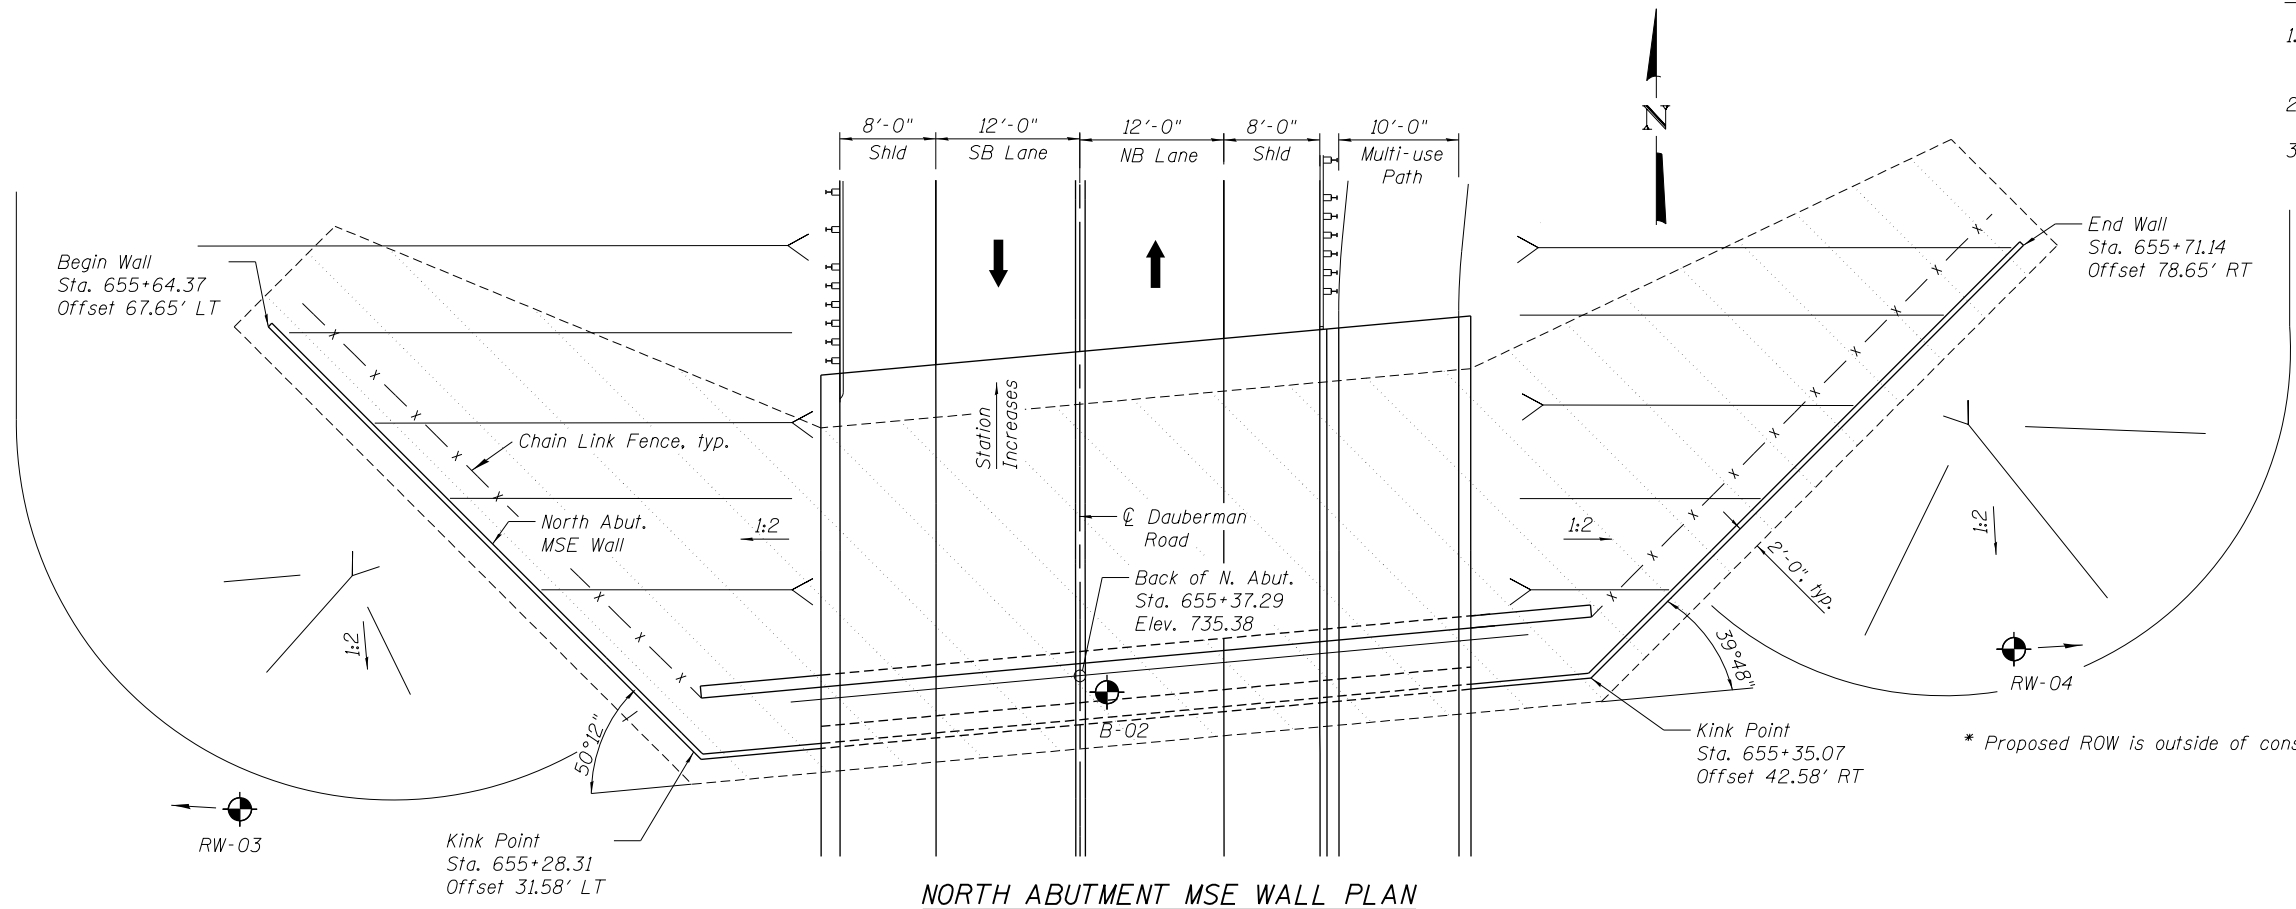 8'-0"
12'-0"
12'-0"
8'-0"
10'-0"
Shld
SB Lane
NB Lane
Shld
Multi-use
Path
N
1.
2
3
Begin Wall
Sta. 655+64.37
Offset 67.65' LT
End Wall
Sta. 655+71.14
Offset 78.65' RT
Chain Link Fence, typ.
Station
Increases
North Abut.
MSE Wall
1:2
℄ Dauberman
Road
1:2
1:2
2'-0", typ.
Back of N. Abut.
Sta. 655+37.29
Elev. 735.38
1:2
39°48"
50°12"
RW-04
B-02
Kink Point
Sta. 655+35.07
Offset 42.58' RT
* Proposed ROW is outside of cons
RW-03
Kink Point
Sta. 655+28.31
Offset 31.58' LT
NORTH ABUTMENT MSE WALL PLAN